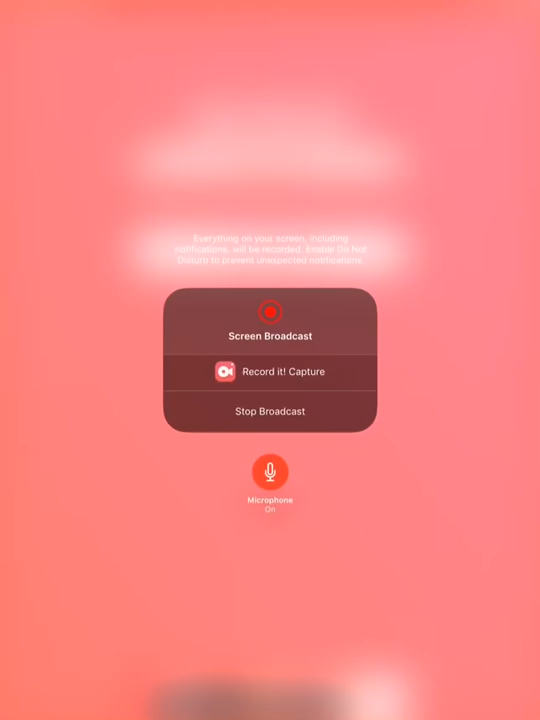 Everything on your screen, including
notifications, will be recorded. Enable Do Not
Disturb to prevent unexpected notifications.
Screen Broadcast
Record it! Capture
Stop Broadcast
Microphone
On